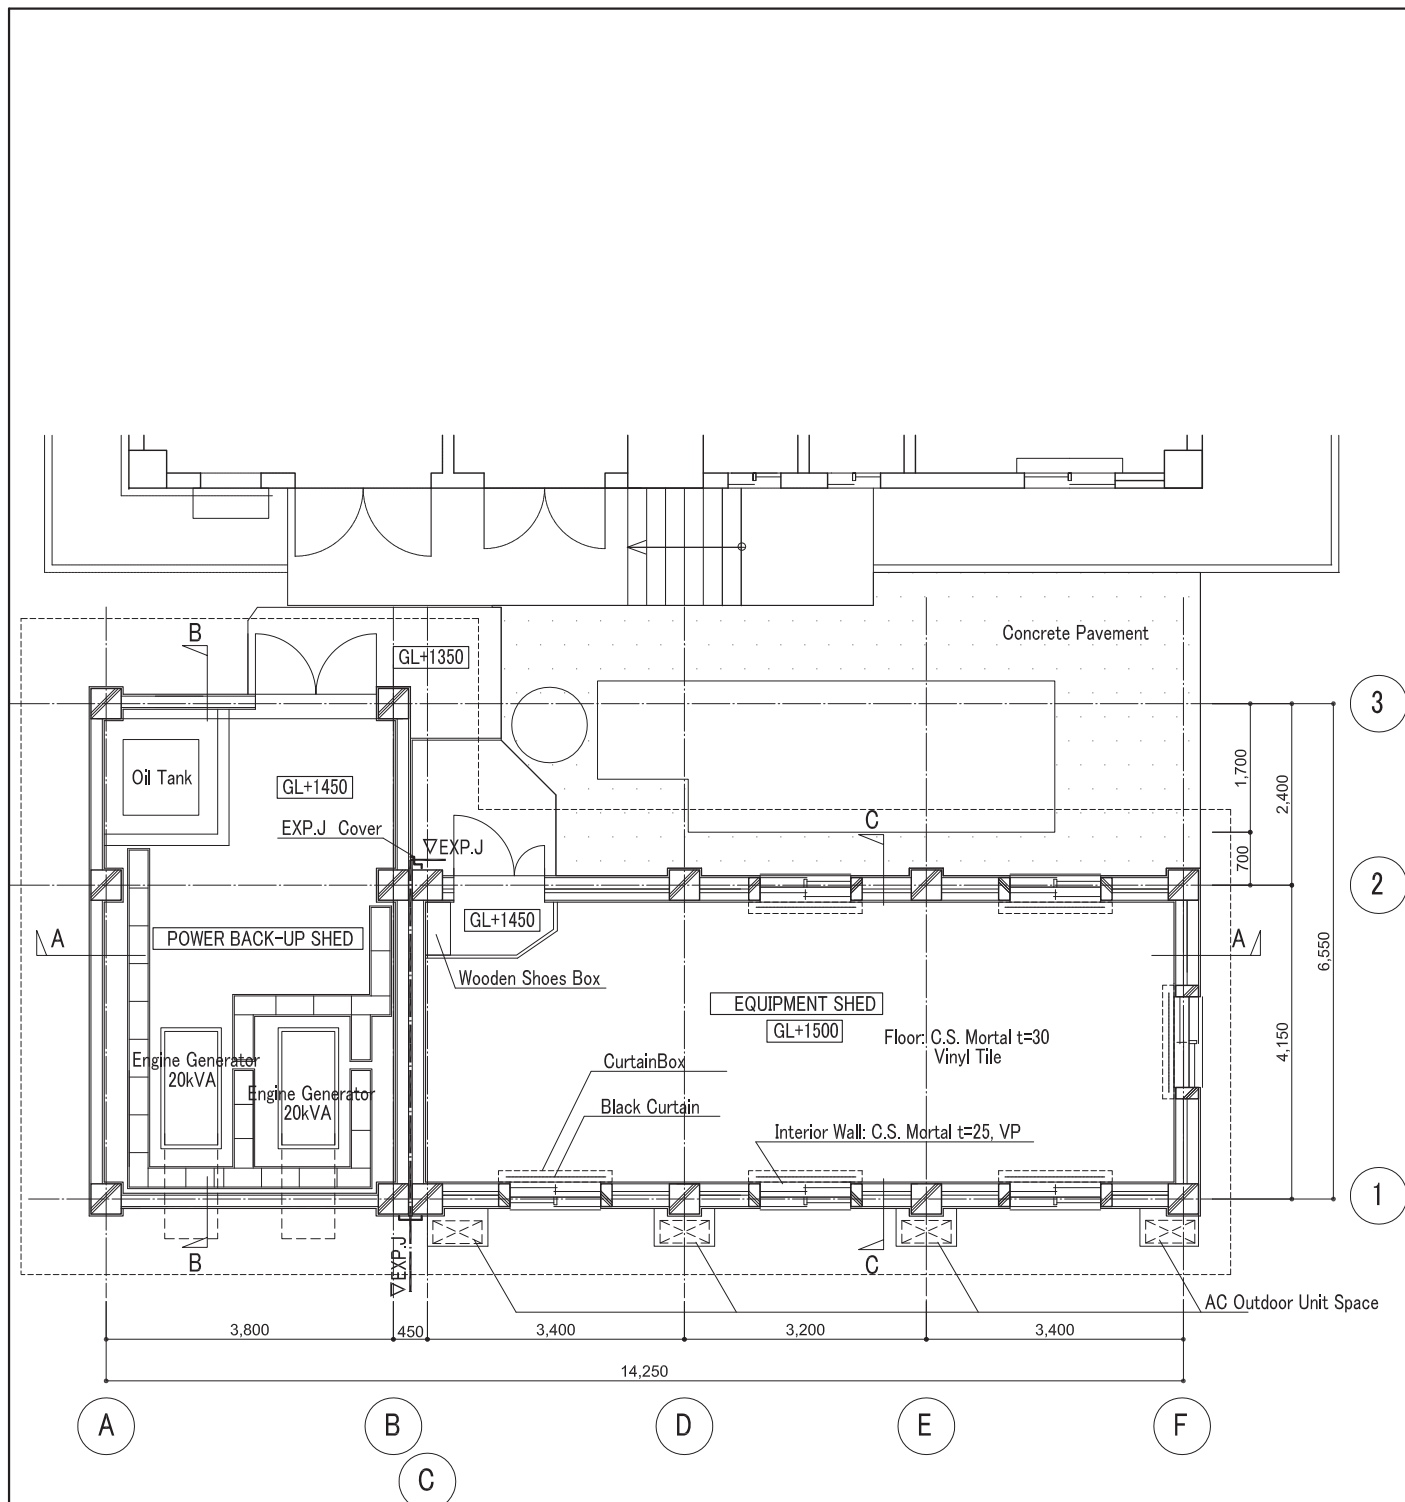 Concrete Pavement
B
GL+1350
3
Oil Tank
GL+1450
1,700
2,400
EXP.J Cover
▽EXP.J
C
700
2
GL+1450
A
POWER BACK-UP SHED
A
6,550
Wooden Shoes Box
EQUIPMENT SHED
GL+1500
Floor: C.S. Mortal t=30
Vinyl Tile
4,150
Engine Generator
20kVA
CurtainBox
Engine Generator
20kVA
Black Curtain
Interior Wall: C.S. Mortal t=25, VP
1
B
▽EXP.J
C
AC Outdoor Unit Space
3,800
450
3,400
3,200
3,400
14,250
A
B
D
E
F
C